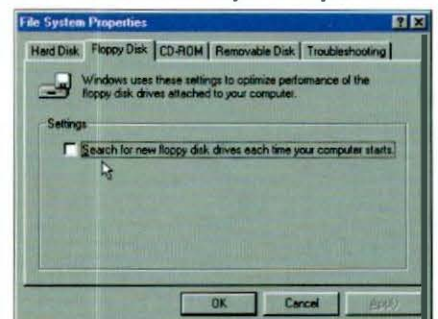 File System Properties
Hard Disk Floppy Disk CD-ROM Removable Disk Troubleshooting
Windows uses these settings to optimize performance of the
floppy disk drives attached to your computer.
Settings
Search for new floppy disk drives each time your computer starts.
OK Cancel Apply